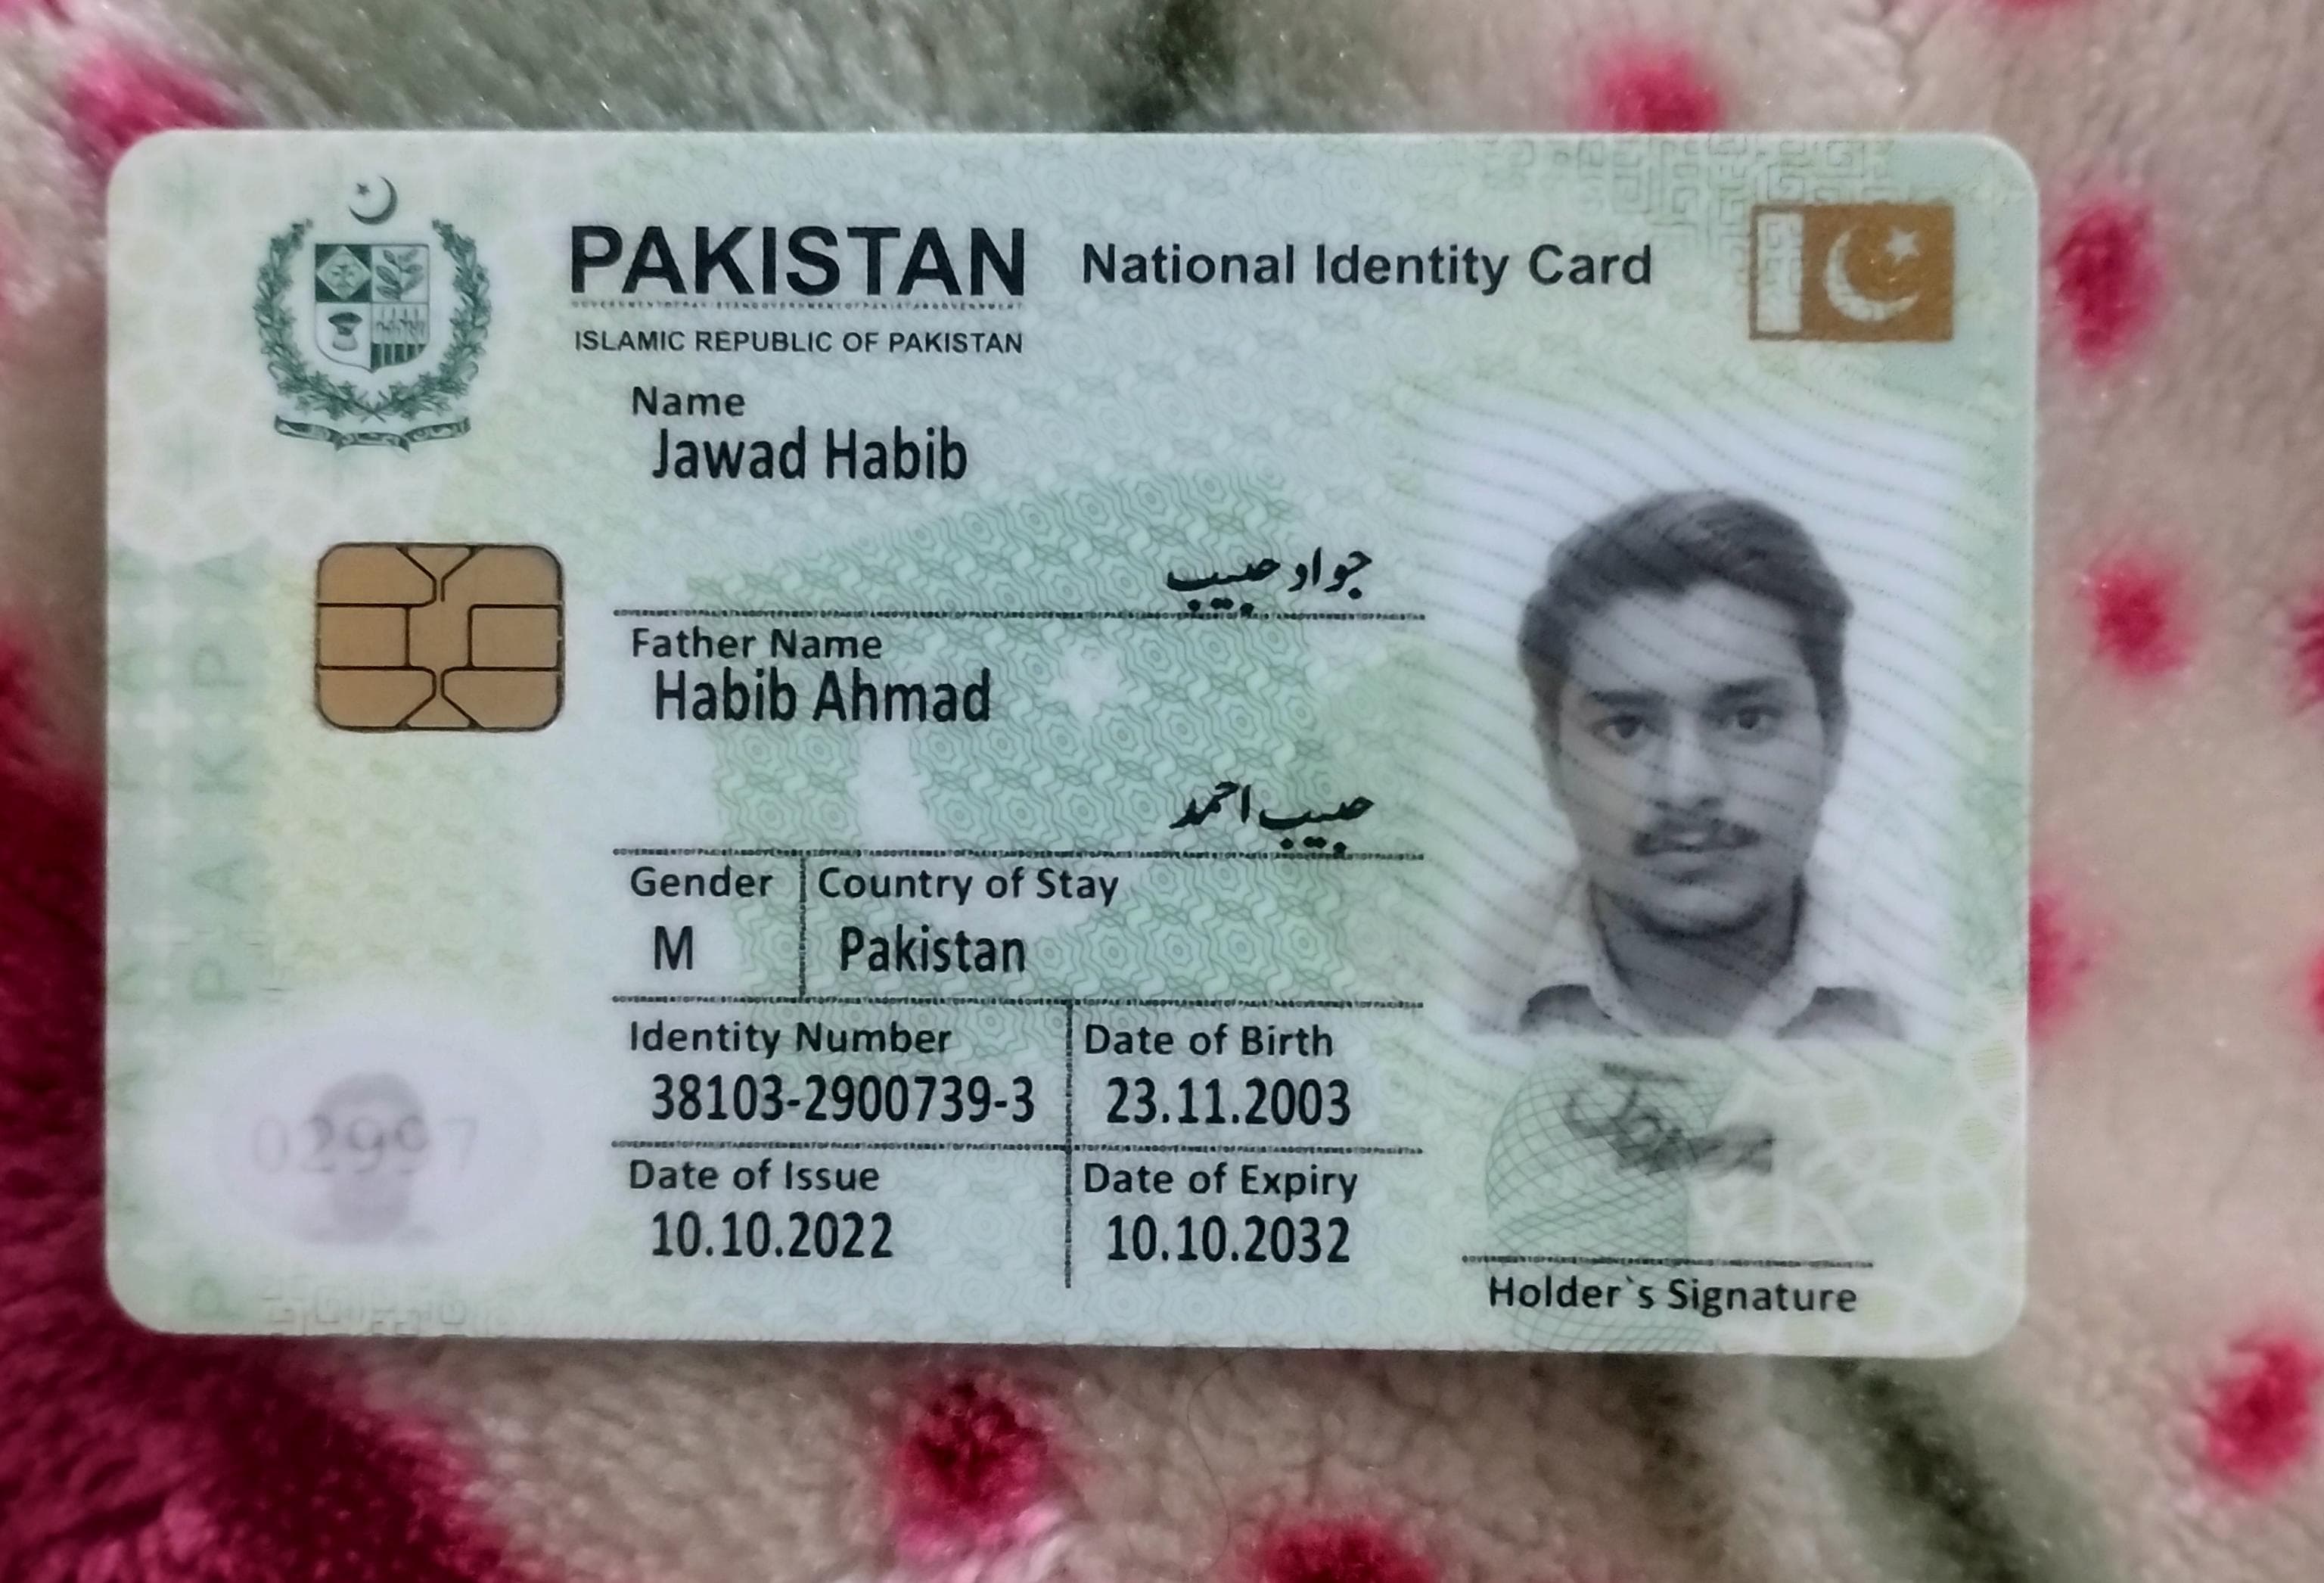 PAKISTAN National Identity Card
ISLAMIC REPUBLIC OF PAKISTAN
Name
Jawad Habib
جواد حبیب
Father Name
Habib Ahmad
حبیب احمد
Gender Country of Stay
M Pakistan
Identity Number Date of Birth
38103-2900739-3 23.11.2003
Date of Issue Date of Expiry
10.10.2022 10.10.2032
Holder`s Signature